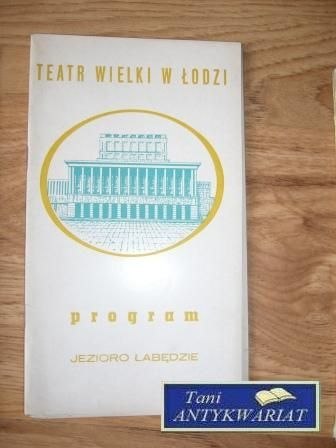 TEATR WIELKI W ŁODZI
program
JEZIORO ŁABĘDZIE
Tani
ANTYKWARIAT